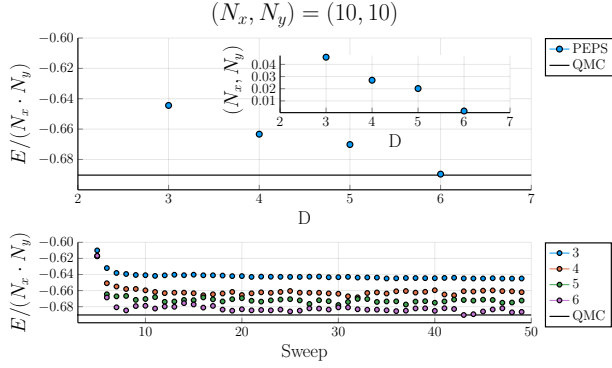 (N_x, N_y) = (10, 10)
−0.60
−0.62
−0.64
−0.66
−0.68
E/(N_x · N_y)
2 3 4 5 6 7
D
(N_x, N_y)
0.04
0.03
0.02
0.01
2 3 4 5 6 7
D
PEPS
QMC
−0.60
−0.62
−0.64
−0.66
−0.68
E/(N_x · N_y)
10 20 30 40 50
Sweep
3
4
5
6
QMC